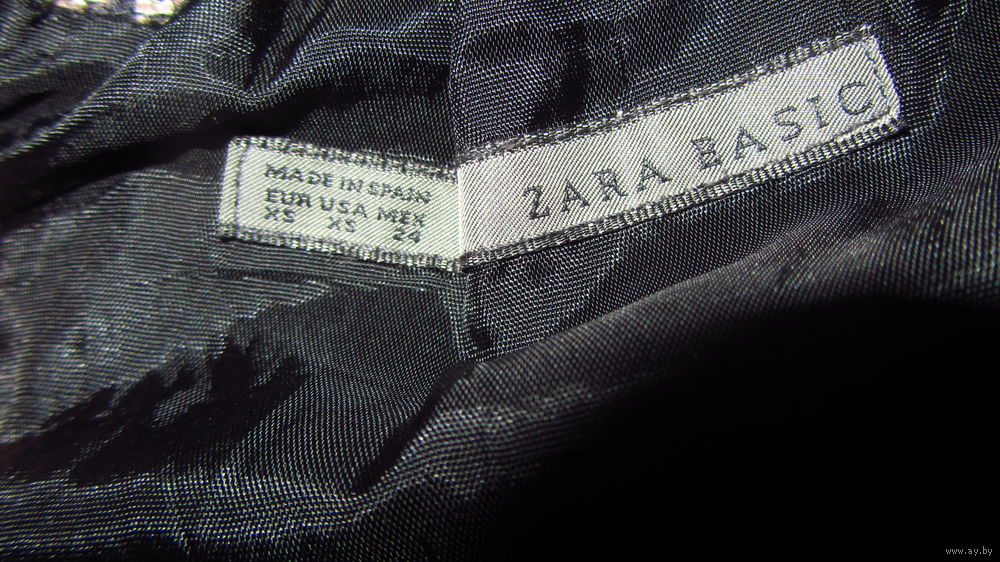 MADE IN SPAIN
EUR USA MEX
XS XS 24
ZARA BASIC
www.ay.by